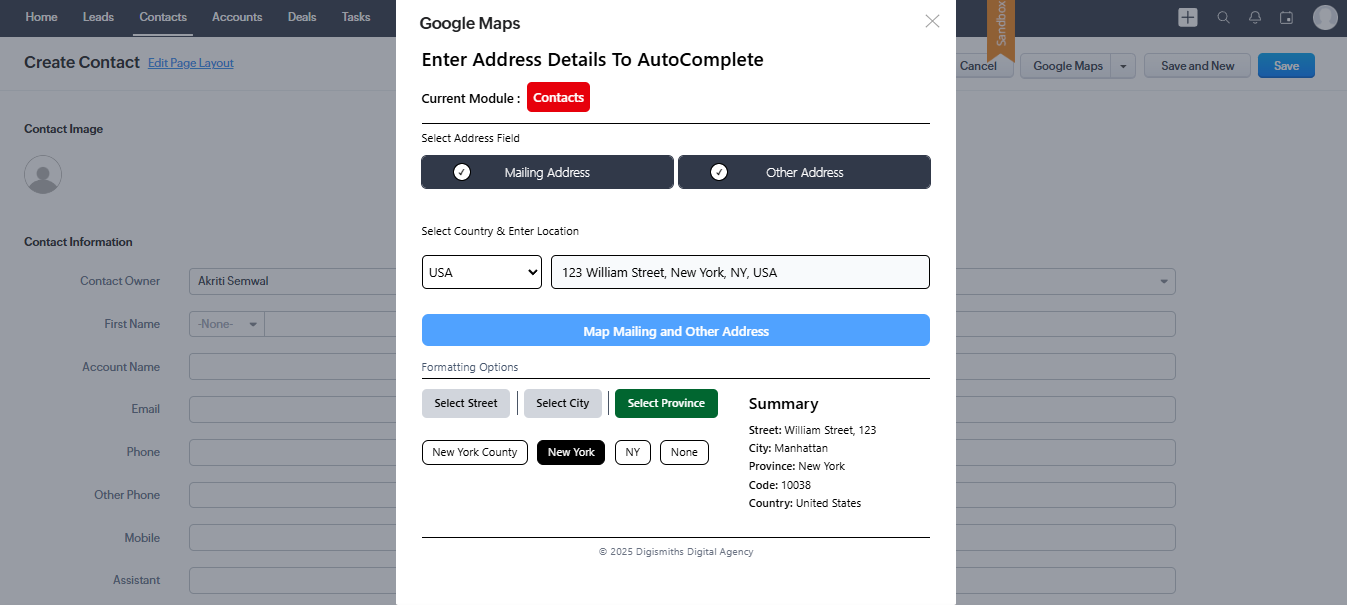 Home Leads Contacts Accounts Deals Tasks
Sandbox
Create Contact Edit Page Layout
Cancel Google Maps Save and New Save
Contact Image
Contact Information
Contact Owner Akriti Semwal
First Name -None-
Account Name
Email
Phone
Other Phone
Mobile
Assistant
Google Maps
Enter Address Details To AutoComplete
Current Module : Contacts
Select Address Field
Mailing Address Other Address
Select Country & Enter Location
USA 123 William Street, New York, NY, USA
Map Mailing and Other Address
Formatting Options
Select Street Select City Select Province
New York County New York NY None
Summary
Street: William Street, 123
City: Manhattan
Province: New York
Code: 10038
Country: United States
© 2025 Digismiths Digital Agency